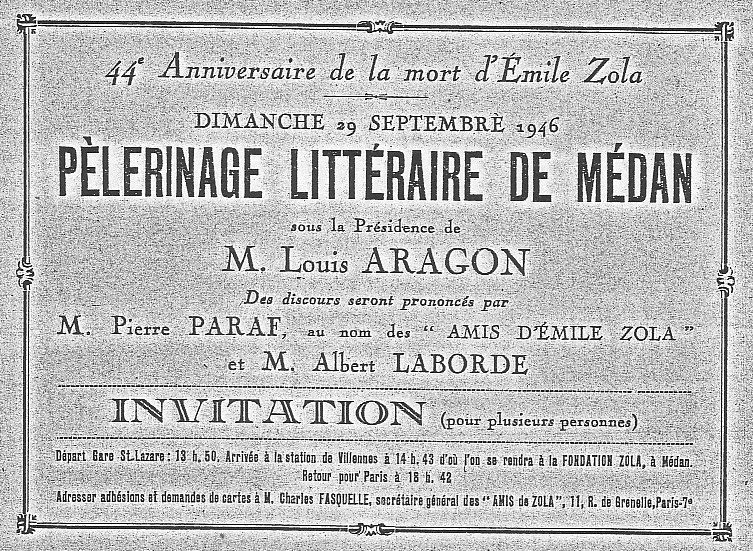 44e Anniversaire de la mort d'Émile Zola
DIMANCHE 29 SEPTEMBRE 1946
PÈLERINAGE LITTÉRAIRE DE MÉDAN
sous la Présidence de
M. Louis ARAGON
Des discours seront prononcés par
M. Pierre PARAF, au nom des " AMIS D'ÉMILE ZOLA "
et M. Albert LABORDE
INVITATION (pour plusieurs personnes)
Départ Gare St-Lazare : 13 h. 50. Arrivée à la station de Villennes à 14 h. 43 d'où l'on se rendra à la FONDATION ZOLA, à Médan.
Retour pour Paris à 18 h. 42
Adresser adhésions et demandes de cartes à M. Charles FASQUELLE, secrétaire général des " AMIS de ZOLA ", 11, R. de Grenelle, Paris-7e